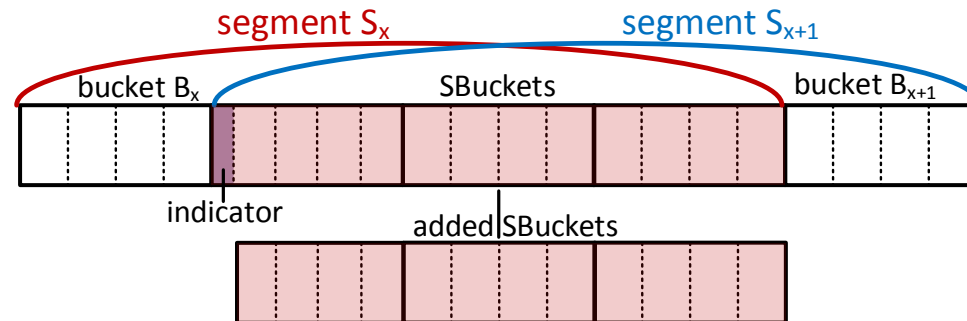 segment Sₓ segment Sₓ₊₁
bucket Bₓ SBuckets bucket Bₓ₊₁
indicator
added SBuckets